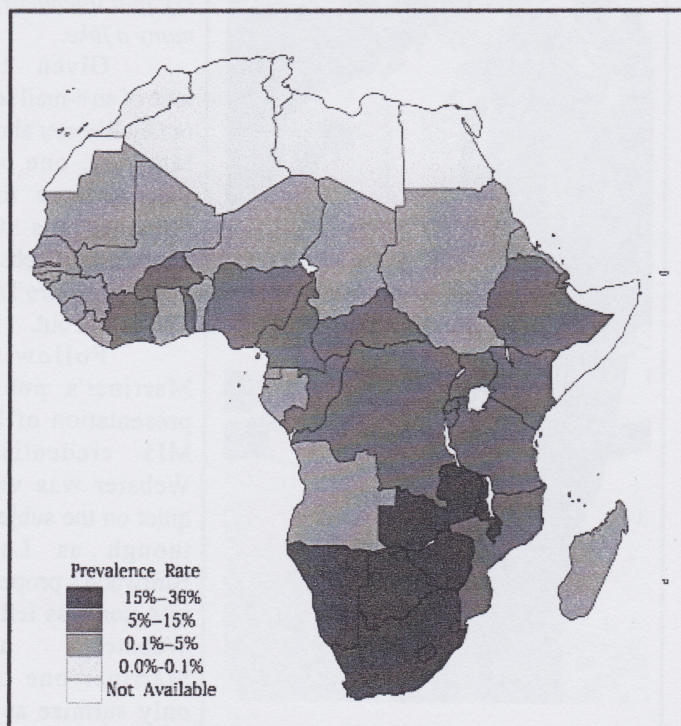 Prevalence Rate
15%–36%
5%–15%
0.1%–5%
0.0%-0.1%
Not Available